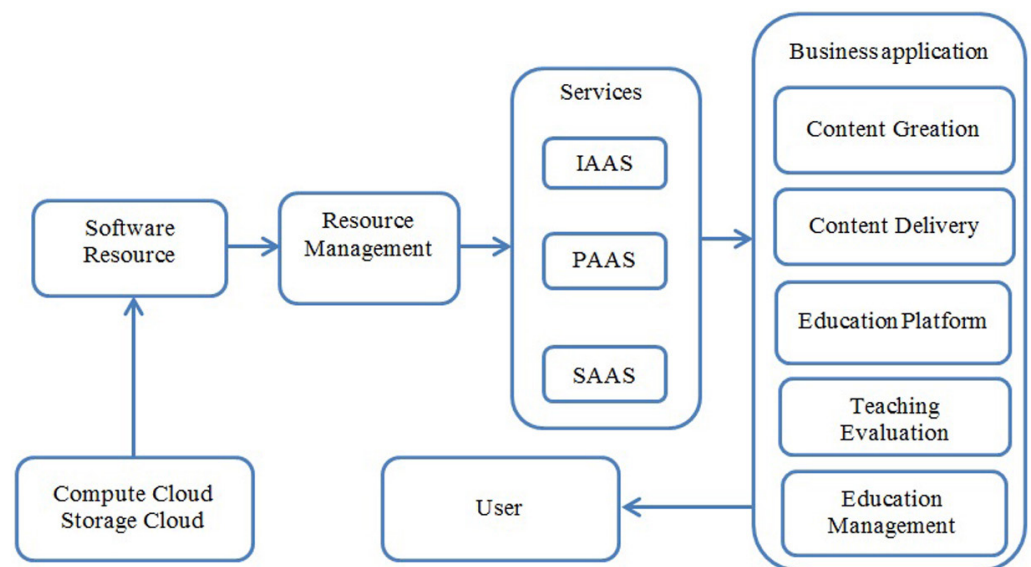 Business application
Services
Content Greation
IAAS
Software
Resource
Resource
Management
Content Delivery
PAAS
Education Platform
SAAS
Teaching
Evaluation
Compute Cloud
Storage Cloud
User
Education
Management